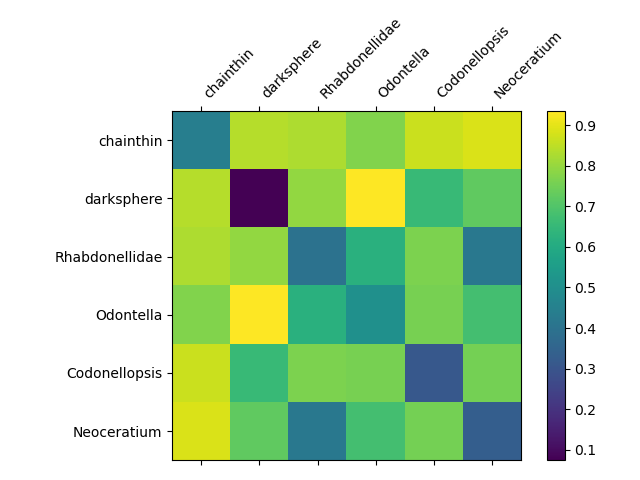 chainthin
darksphere
Rhabdonellidae
Odontella
Codonellopsis
Neoceratium
chainthin
darksphere
Rhabdonellidae
Odontella
Codonellopsis
Neoceratium
0.9
0.8
0.7
0.6
0.5
0.4
0.3
0.2
0.1